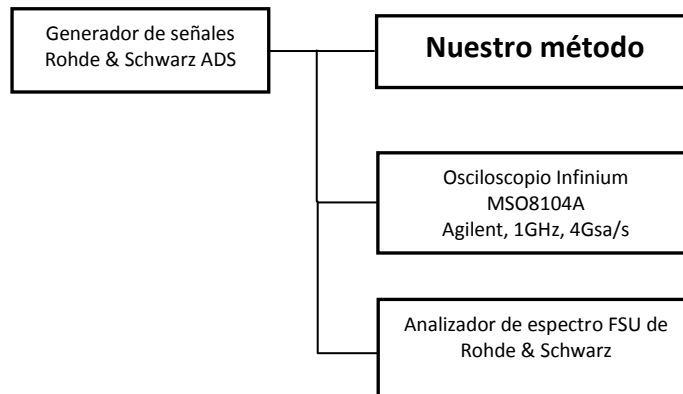 Generador de señales
Rohde & Schwarz ADS
Nuestro método
Osciloscopio Infinium
MSO8104A
Agilent, 1GHz, 4Gsa/s
Analizador de espectro FSU de
Rohde & Schwarz